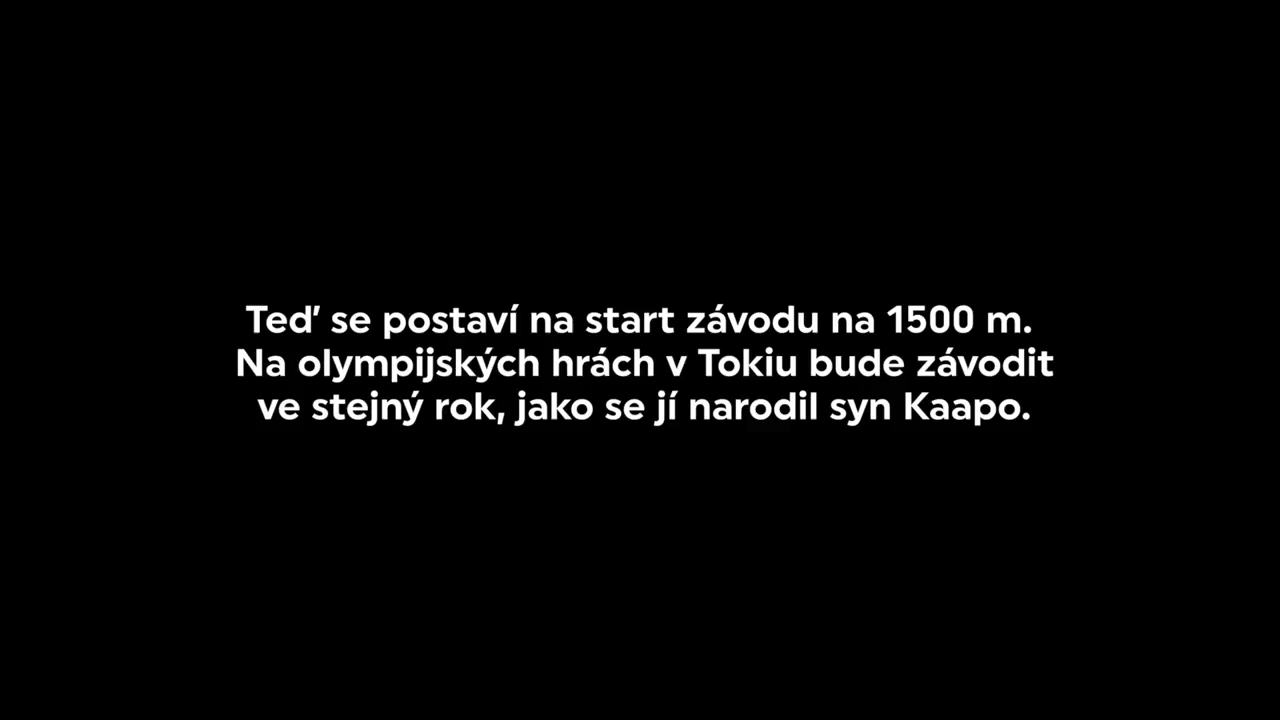 Teď se postaví na start závodu na 1500 m.
Na olympijských hrách v Tokiu bude závodit
ve stejný rok, jako se jí narodil syn Kaapo.